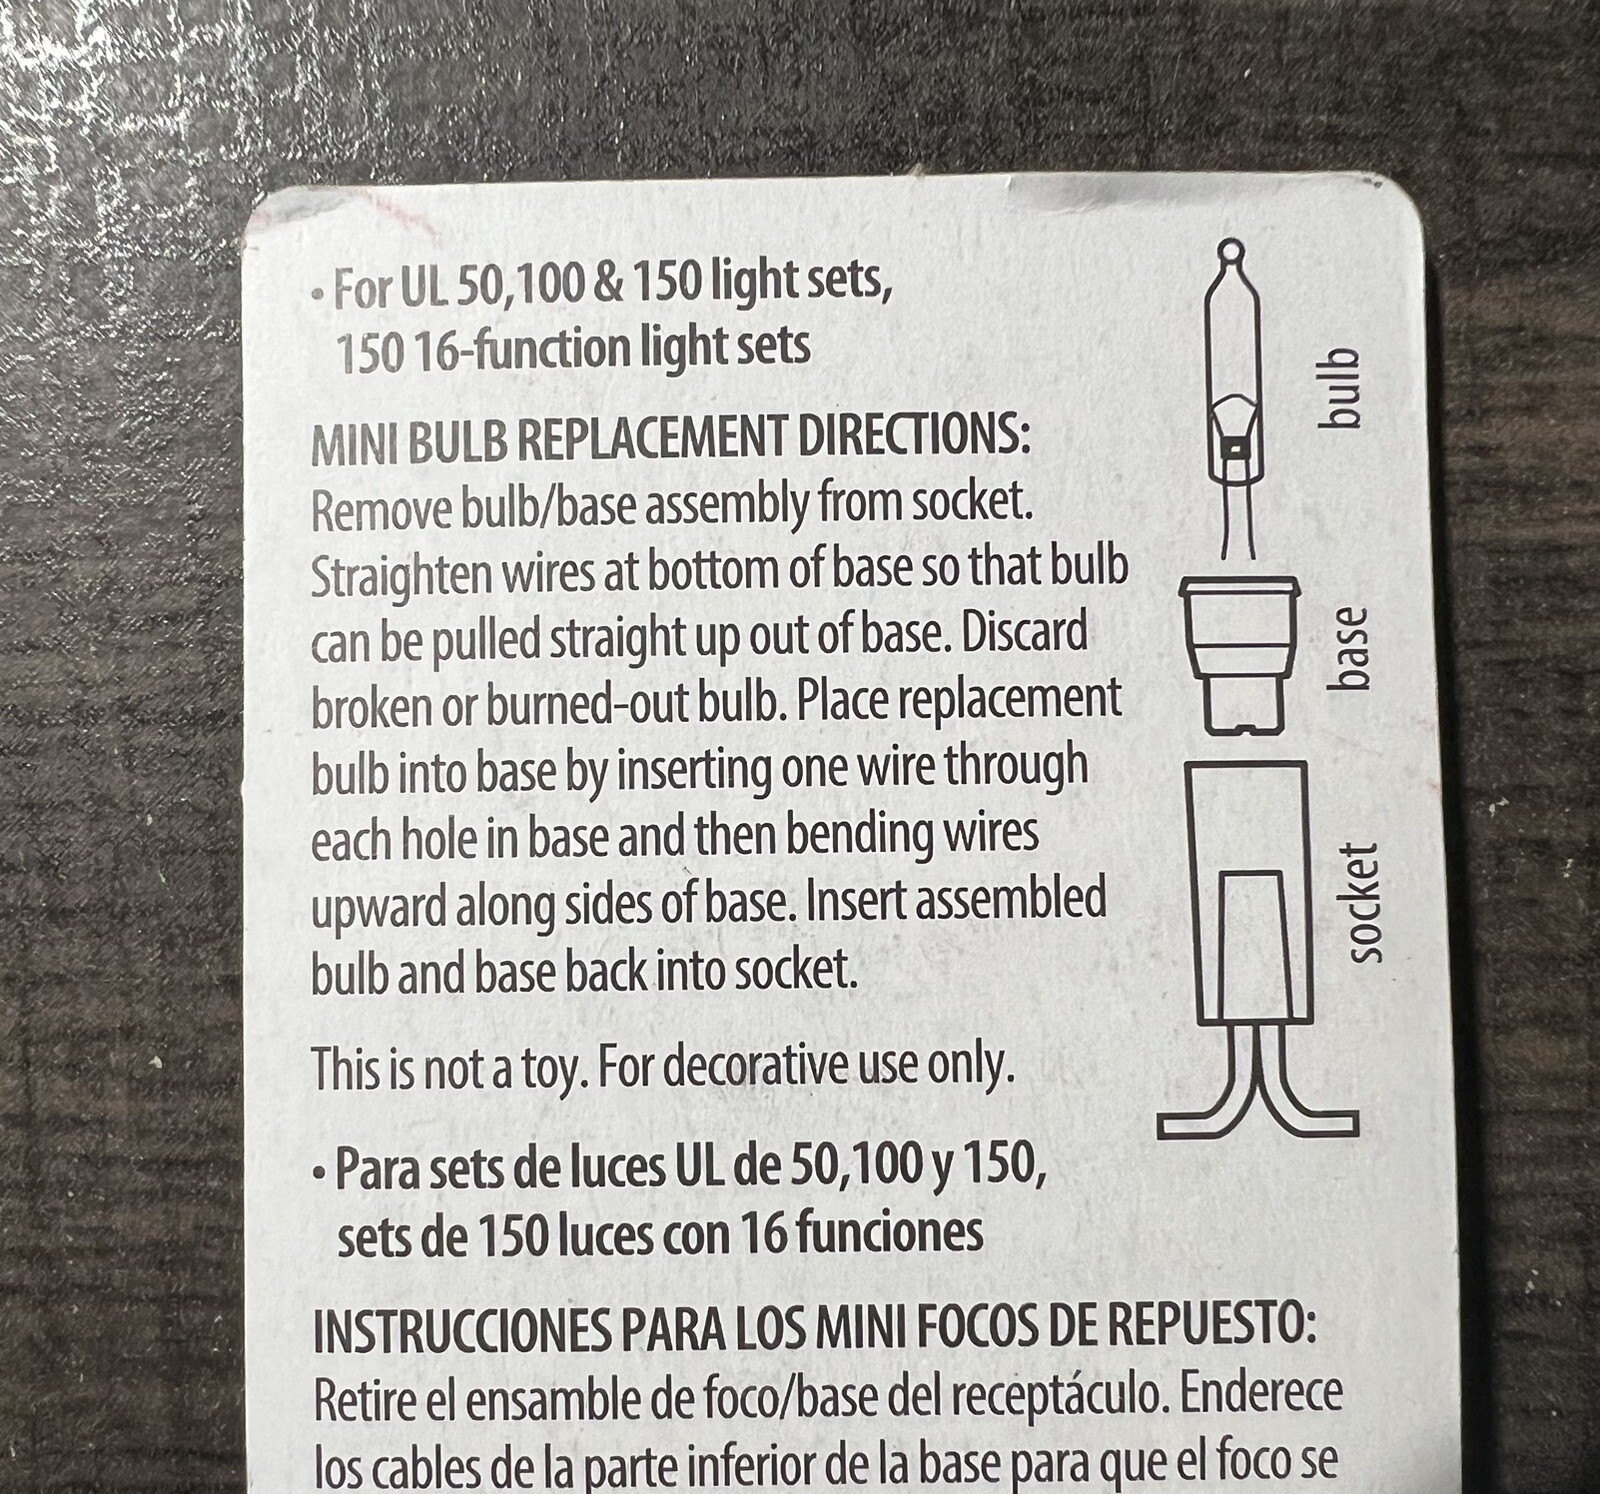 • For UL 50,100 & 150 light sets,
150 16-function light sets
MINI BULB REPLACEMENT DIRECTIONS:
Remove bulb/base assembly from socket.
Straighten wires at bottom of base so that bulb
can be pulled straight up out of base. Discard
broken or burned-out bulb. Place replacement
bulb into base by inserting one wire through
each hole in base and then bending wires
upward along sides of base. Insert assembled
bulb and base back into socket.
This is not a toy. For decorative use only.
• Para sets de luces UL de 50,100 y 150,
sets de 150 luces con 16 funciones
INSTRUCCIONES PARA LOS MINI FOCOS DE REPUESTO:
Retire el ensamble de foco/base del receptáculo. Enderece
los cables de la parte inferior de la base para que el foco se
bulb
base
socket